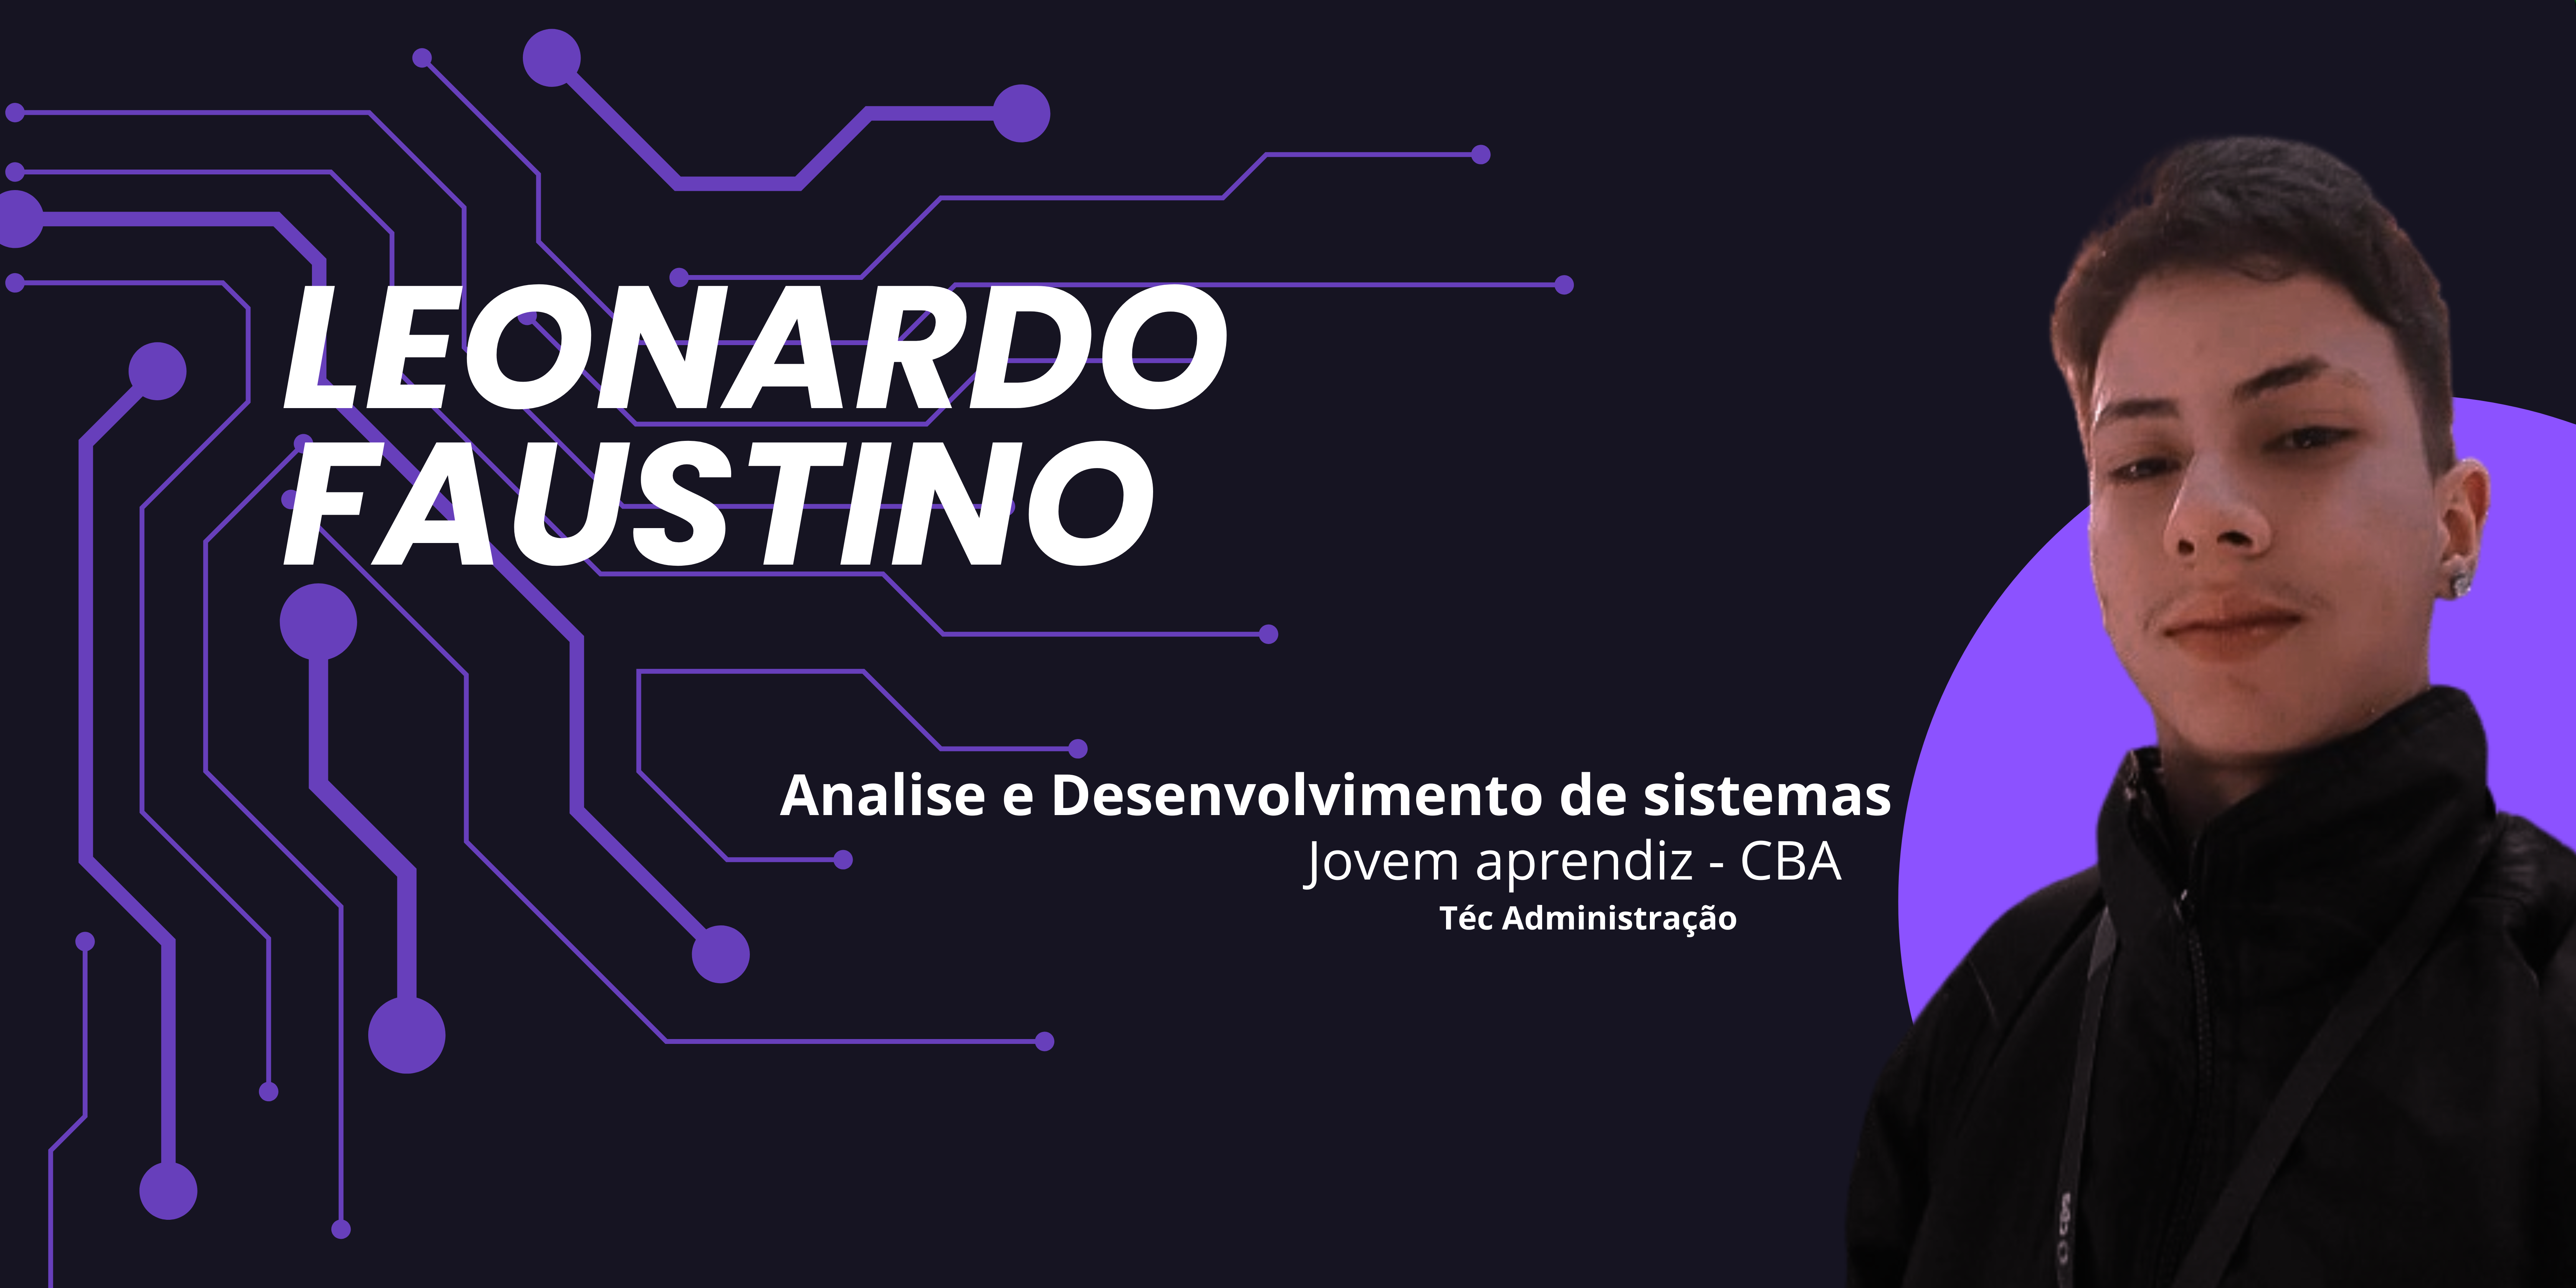 LEONARDO
FAUSTINO
Analise e Desenvolvimento de sistemas
Jovem aprendiz - CBA
Téc Administração